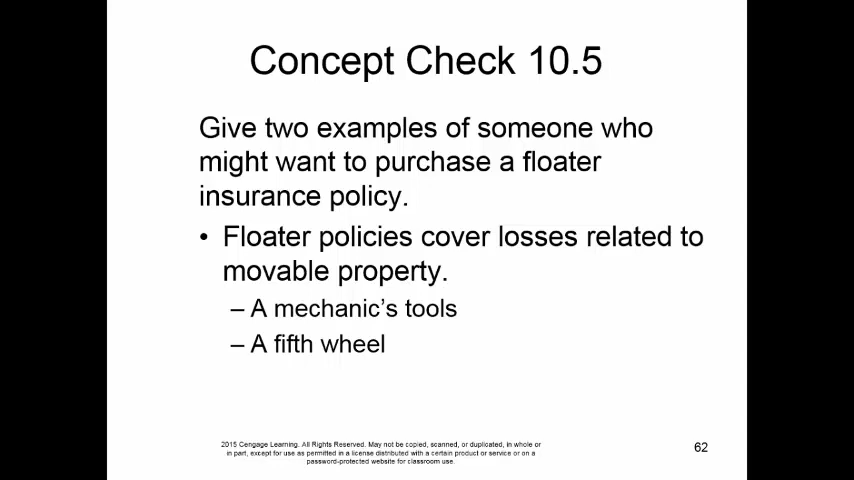 Concept Check 10.5
Give two examples of someone who
might want to purchase a floater
insurance policy.
• Floater policies cover losses related to
movable property.
– A mechanic's tools
– A fifth wheel
2015 Cengage Learning. All Rights Reserved. May not be copied, scanned, or duplicated, in whole or
in part, except for use as permitted in a license distributed with a certain product or service or on a
password-protected website for classroom use.
62